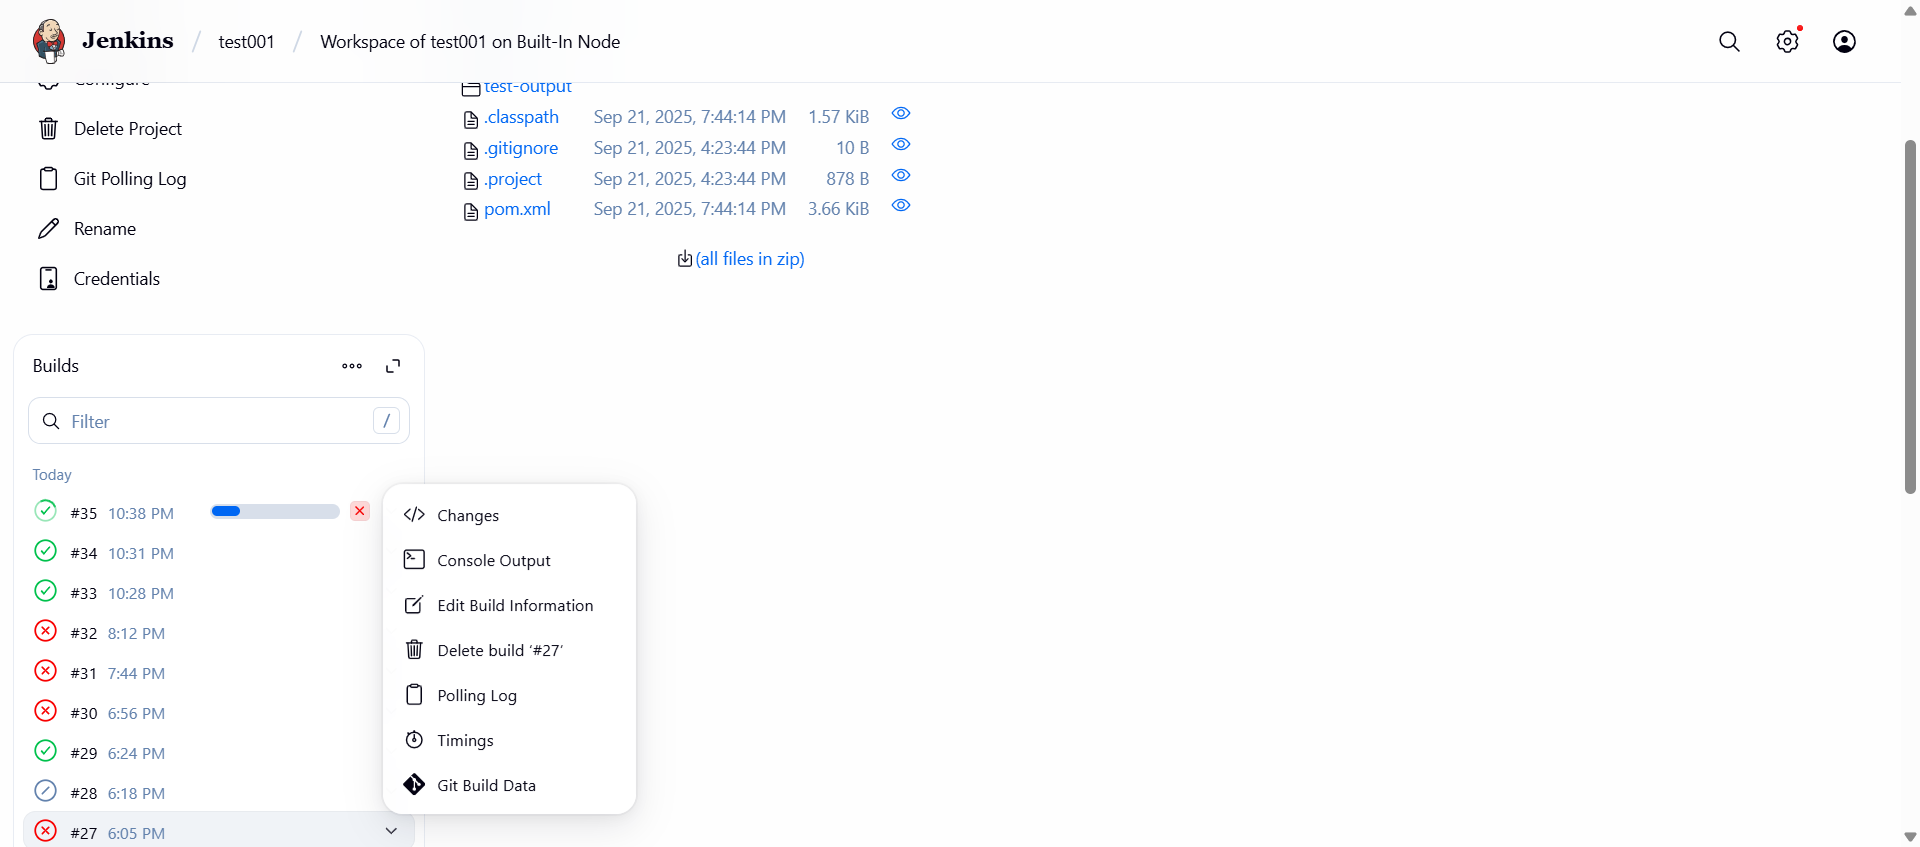 Jenkins / test001 / Workspace of test001 on Built-In Node
Configure
Delete Project
Git Polling Log
Rename
Credentials
test-output
.classpath Sep 21, 2025, 7:44:14 PM 1.57 KiB
.gitignore Sep 21, 2025, 4:23:44 PM 10 B
.project Sep 21, 2025, 4:23:44 PM 878 B
pom.xml Sep 21, 2025, 7:44:14 PM 3.66 KiB
(all files in zip)
Builds
Filter /
Today
#35 10:38 PM
#34 10:31 PM
#33 10:28 PM
#32 8:12 PM
#31 7:44 PM
#30 6:56 PM
#29 6:24 PM
#28 6:18 PM
#27 6:05 PM
Changes
Console Output
Edit Build Information
Delete build ‘#27’
Polling Log
Timings
Git Build Data